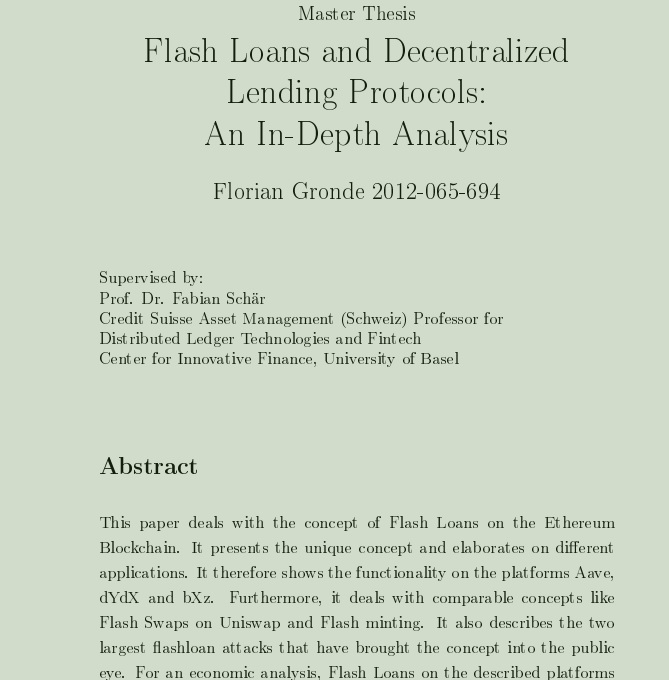 Master Thesis
Flash Loans and Decentralized
Lending Protocols:
An In-Depth Analysis
Florian Gronde 2012-065-694
Supervised by:
Prof. Dr. Fabian Schär
Credit Suisse Asset Management (Schweiz) Professor for
Distributed Ledger Technologies and Fintech
Center for Innovative Finance, University of Basel
Abstract
This paper deals with the concept of Flash Loans on the Ethereum
Blockchain. It presents the unique concept and elaborates on different
applications. It therefore shows the functionality on the platforms Aave,
dYdX and bXz. Furthermore, it deals with comparable concepts like
Flash Swaps on Uniswap and Flash minting. It also describes the two
largest flashloan attacks that have brought the concept into the public
eye. For an economic analysis, Flash Loans on the described platforms